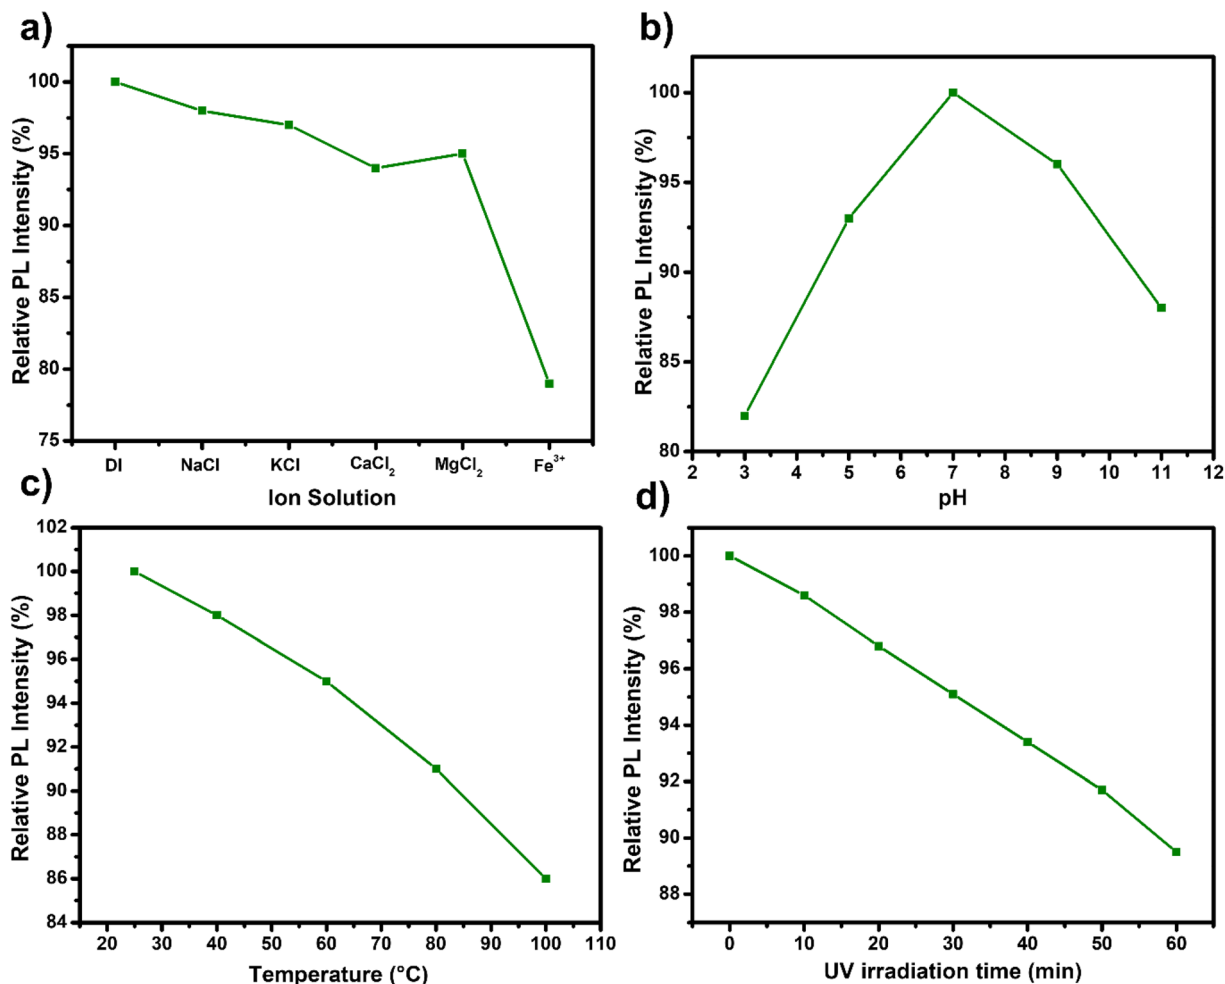 a)
Relative PL Intensity (%)
100
95
90
85
80
75
DI NaCl KCl CaCl₂ MgCl₂ Fe³⁺
Ion Solution
b)
Relative PL Intensity (%)
100
95
90
85
80
2 3 4 5 6 7 8 9 10 11 12
pH
c)
Relative PL Intensity (%)
102
100
98
96
94
92
90
88
86
84
20 30 40 50 60 70 80 90 100 110
Temperature (°C)
d)
Relative PL Intensity (%)
100
98
96
94
92
90
88
0 10 20 30 40 50 60
UV irradiation time (min)